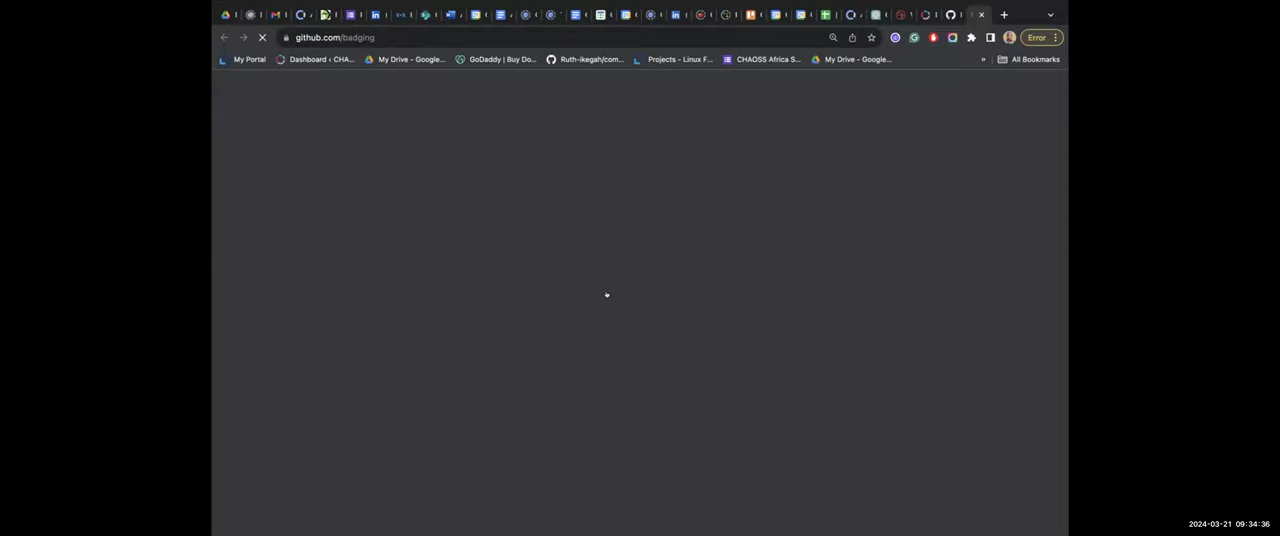 github.com/badging
Error
My Portal
Dashboard ‹ CHA...
My Drive - Google...
GoDaddy | Buy Do...
Ruth-ikegah/com...
Projects - Linux F...
CHAOSS Africa S...
My Drive - Google...
»
All Bookmarks
2024-03-21 09:34:36